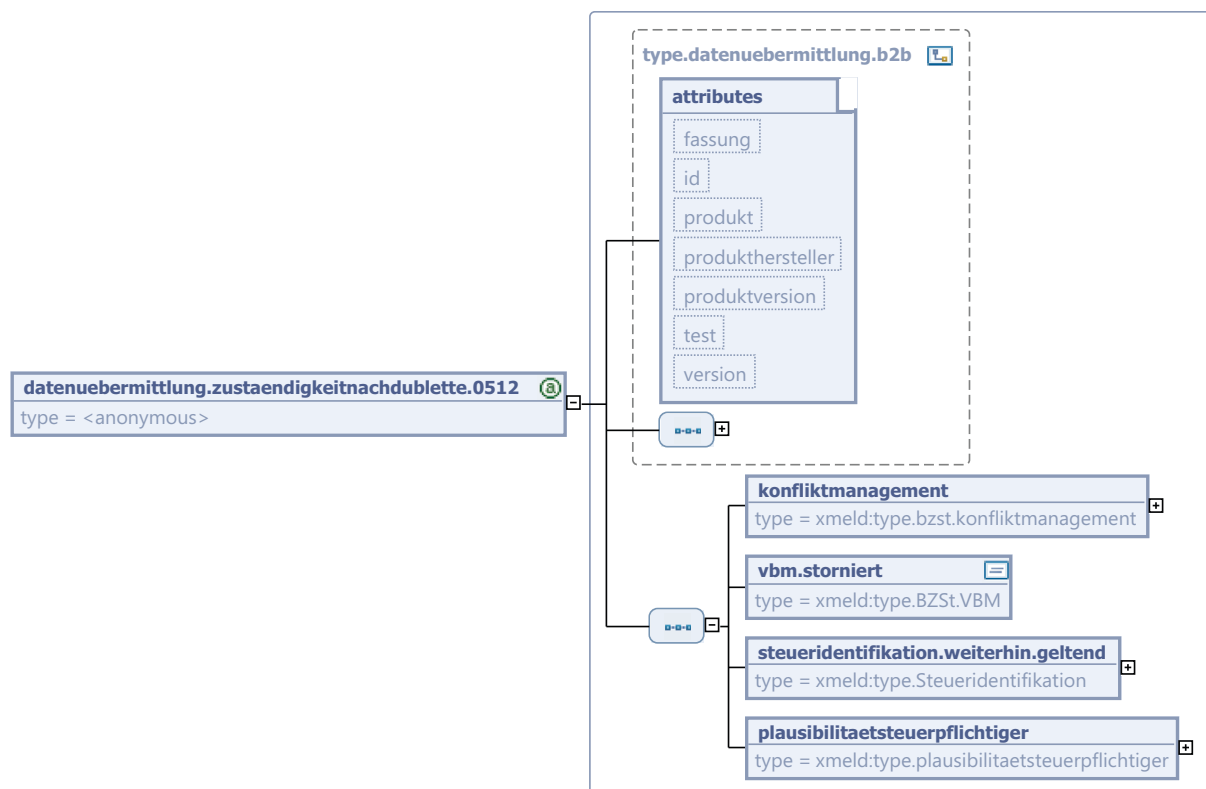 type.datenuebermittlung.b2b
attributes
fassung
id
produkt
produkthersteller
produktversion
test
version
datenuebermittlung.zustaendigkeitnachdublette.0512
type = <anonymous>
konfliktmanagement
type = xmeld:type.bzst.konfliktmanagement
vbm.storniert
type = xmeld:type.BZSt.VBM
steueridentifikation.weiterhin.geltend
type = xmeld:type.Steueridentifikation
plausibilitaetsteuerpflichtiger
type = xmeld:type.plausibilitaetsteuerpflichtiger